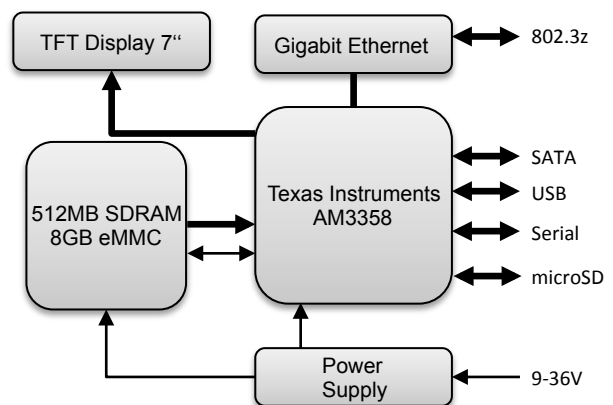 TFT Display 7“
Gigabit Ethernet
802.3z
512MB SDRAM
8GB eMMC
Texas Instruments
AM3358
SATA
USB
Serial
microSD
Power
Supply
9-36V